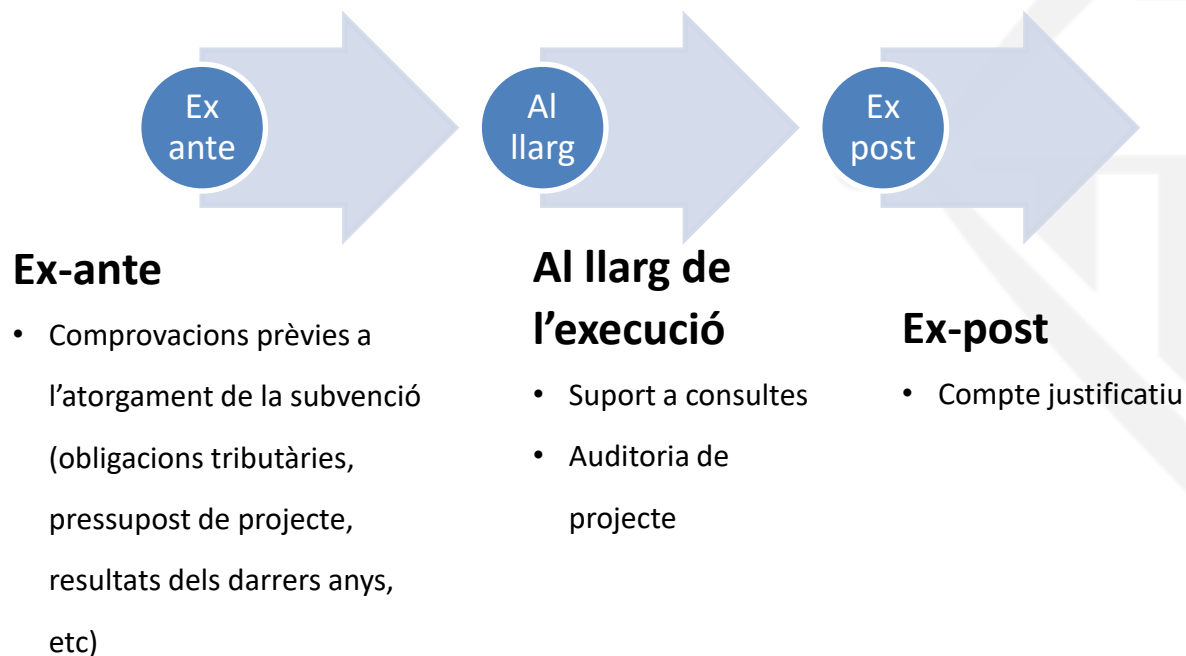 Ex
ante
Al
llarg
Ex
post
Ex-ante
• Comprovacions prèvies a
l’atorgament de la subvenció
(obligacions tributàries,
pressupost de projecte,
resultats dels darrers anys,
etc)
Al llarg de
l’execució
• Suport a consultes
• Auditoria de
projecte
Ex-post
• Compte justificatiu